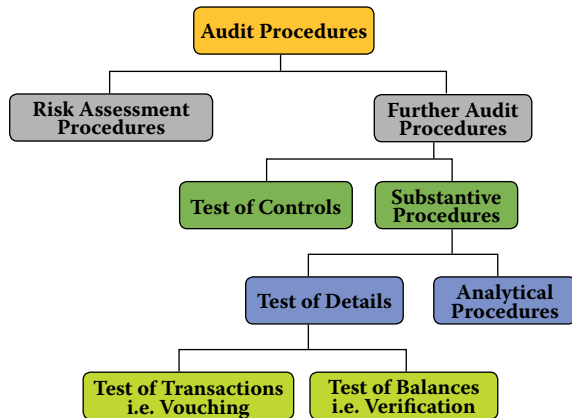 Audit Procedures
Risk Assessment
Procedures
Further Audit
Procedures
Test of Controls
Substantive
Procedures
Test of Details
Analytical
Procedures
Test of Transactions
i.e. Vouching
Test of Balances
i.e. Verification